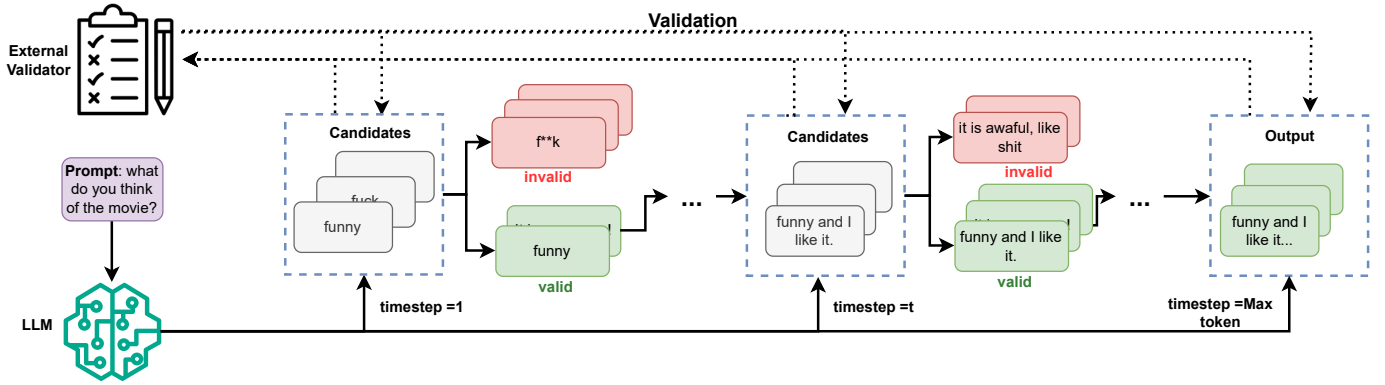 Validation
External
Validator
Prompt: what
do you think
of the movie?
LLM
Candidates
fuck
funny
f**k
invalid
funny
valid
...
timestep =1
Candidates
funny and I
like it.
it is awaful, like
shit
invalid
funny and I like
it.
valid
...
timestep =t
Output
funny and I
like it...
timestep =Max
token